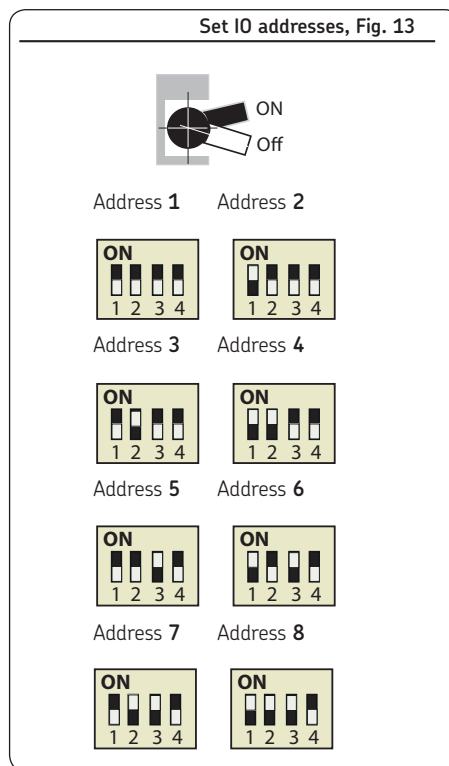 Set IO addresses, Fig. 13
ON
Off
Address 1 Address 2
ON ON
1 2 3 4 1 2 3 4
Address 3 Address 4
ON ON
1 2 3 4 1 2 3 4
Address 5 Address 6
ON ON
1 2 3 4 1 2 3 4
Address 7 Address 8
ON ON
1 2 3 4 1 2 3 4